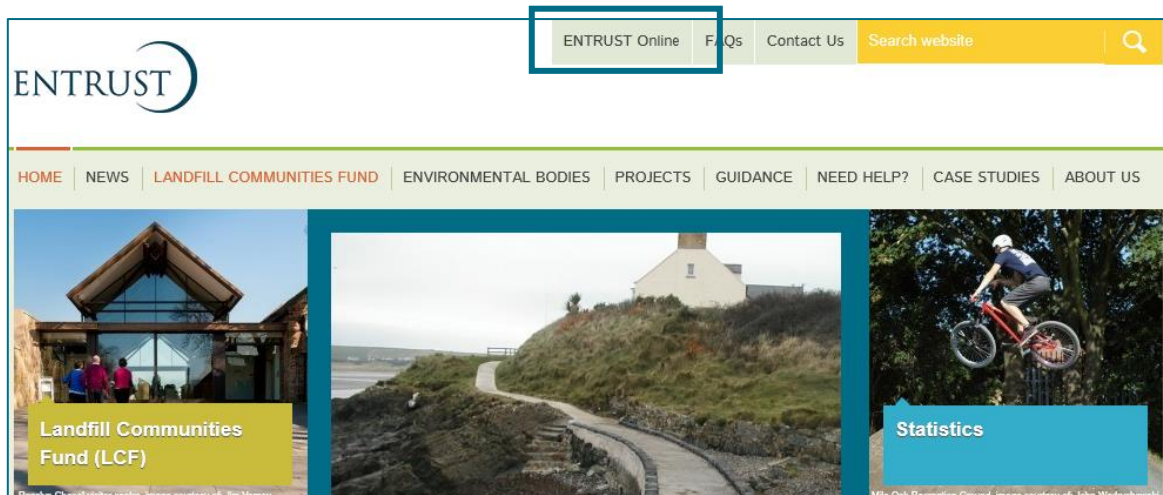 ENTRUST Online FAQs Contact Us Search website
ENTRUST
HOME NEWS LANDFILL COMMUNITIES FUND ENVIRONMENTAL BODIES PROJECTS GUIDANCE NEED HELP? CASE STUDIES ABOUT US
Landfill Communities
Fund (LCF)
Statistics